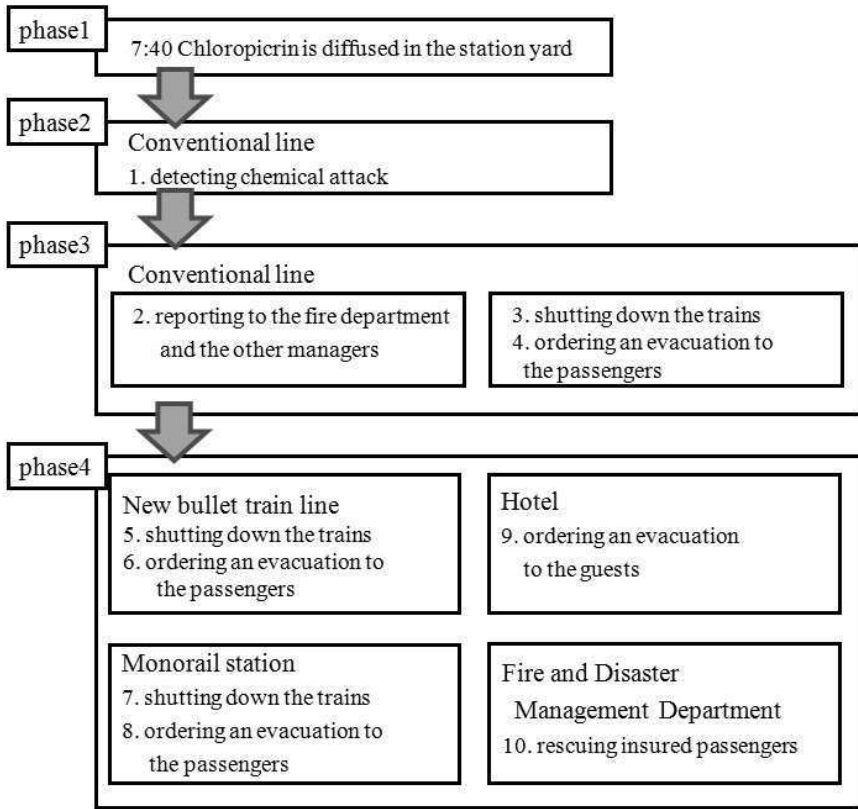 phase1
7:40 Chloropicrin is diffused in the station yard
phase2
Conventional line
1. detecting chemical attack
phase3
Conventional line
2. reporting to the fire department
and the other managers
3. shutting down the trains
4. ordering an evacuation to
the passengers
phase4
New bullet train line
5. shutting down the trains
6. ordering an evacuation to
the passengers
Hotel
9. ordering an evacuation
to the guests
Monorail station
7. shutting down the trains
8. ordering an evacuation to
the passengers
Fire and Disaster
Management Department
10. rescuing insured passengers